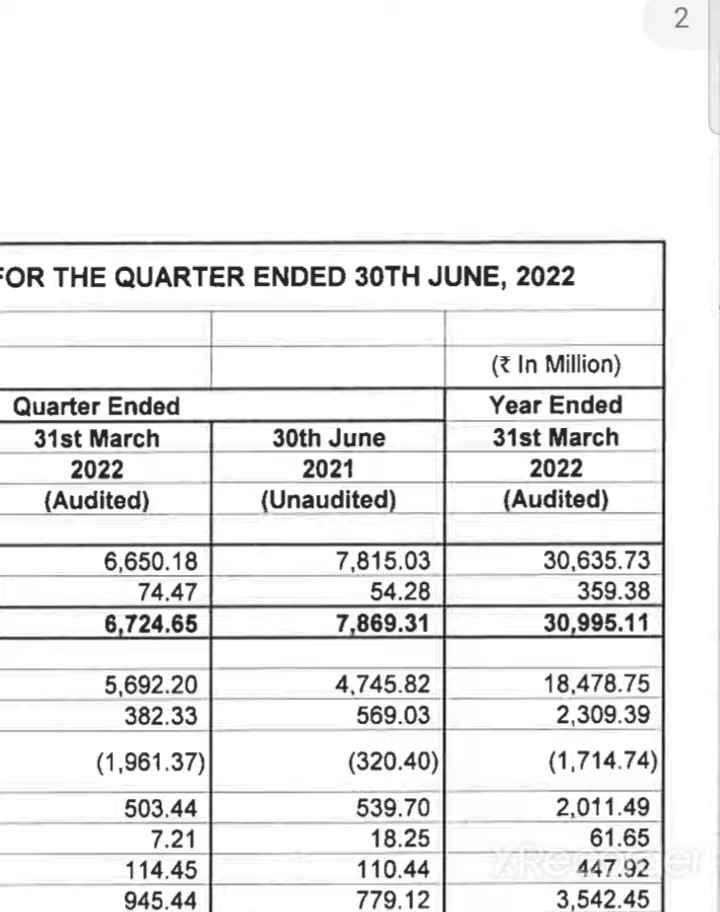 2
FOR THE QUARTER ENDED 30TH JUNE, 2022
(₹ In Million)
Quarter Ended Year Ended
31st March 30th June 31st March
2022 2021 2022
(Audited) (Unaudited) (Audited)
6,650.18 7,815.03 30,635.73
74.47 54.28 359.38
6,724.65 7,869.31 30,995.11
5,692.20 4,745.82 18,478.75
382.33 569.03 2,309.39
(1,961.37) (320.40) (1,714.74)
503.44 539.70 2,011.49
7.21 18.25 61.65
114.45 110.44 447.92
XRecorder
945.44 779.12 3,542.45